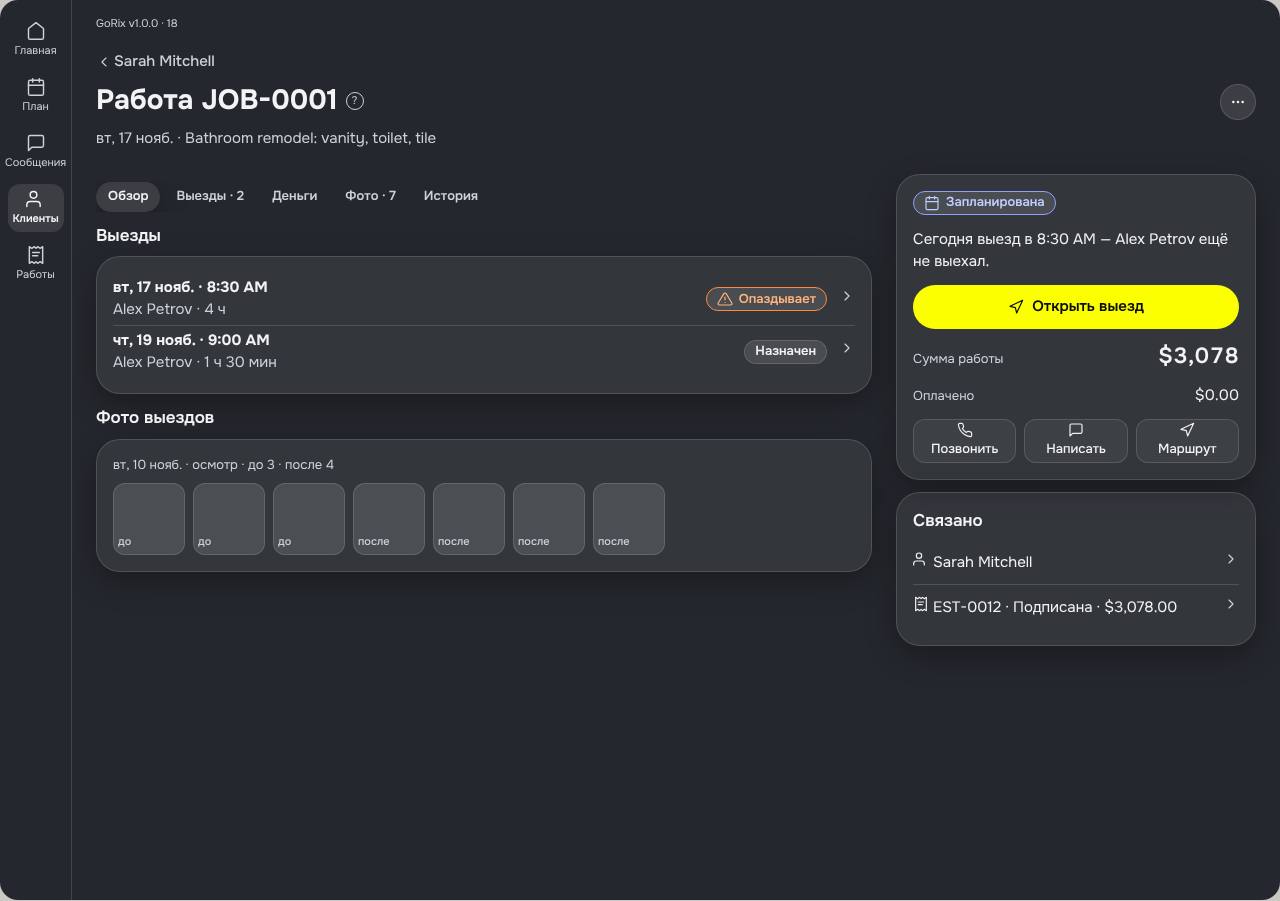 GoRix v1.0.0 · 18
Главная
План
Сообщения
Клиенты
Работы
Sarah Mitchell
Работа JOB-0001 ?
вт, 17 нояб. · Bathroom remodel: vanity, toilet, tile
Обзор
Выезды · 2
Деньги
Фото · 7
История
Выезды
вт, 17 нояб. · 8:30 AM
Alex Petrov · 4 ч
Опаздывает
чт, 19 нояб. · 9:00 AM
Alex Petrov · 1 ч 30 мин
Назначен
Фото выездов
вт, 10 нояб. · осмотр · до 3 · после 4
до
до
до
после
после
после
после
Запланирована
Сегодня выезд в 8:30 AM — Alex Petrov ещё
не выехал.
Открыть выезд
Сумма работы
$3,078
Оплачено
$0.00
Позвонить
Написать
Маршрут
Связано
Sarah Mitchell
EST-0012 · Подписана · $3,078.00